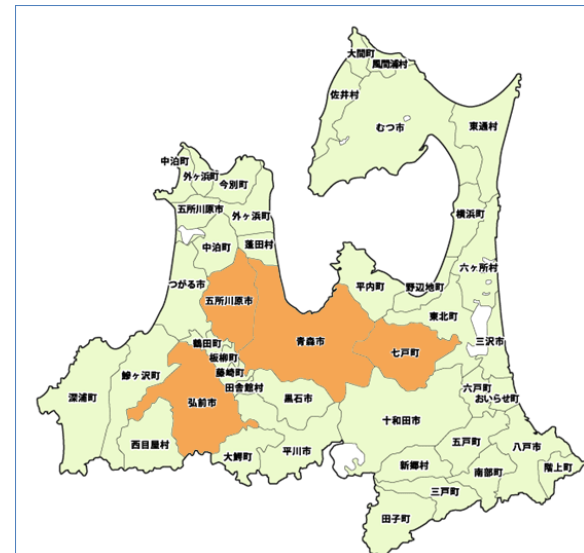 大間町
風間浦村
佐井村
むつ市
東通村
中泊町
外ヶ浜町
今別町
五所川原市
外ヶ浜町
横浜町
中泊町
蓬田村
六ヶ所村
つがる市
平内町
野辺地町
五所川原市
東北町
青森市
三沢市
鶴田町
七戸町
板柳町
藤崎町
鰺ヶ沢町
田舎館村
六戸町
深浦町
弘前市
黒石市
おいらせ町
十和田市
西目屋村
平川市
五戸町
八戸市
大鰐町
新郷村
南部町
階上町
三戸町
田子町